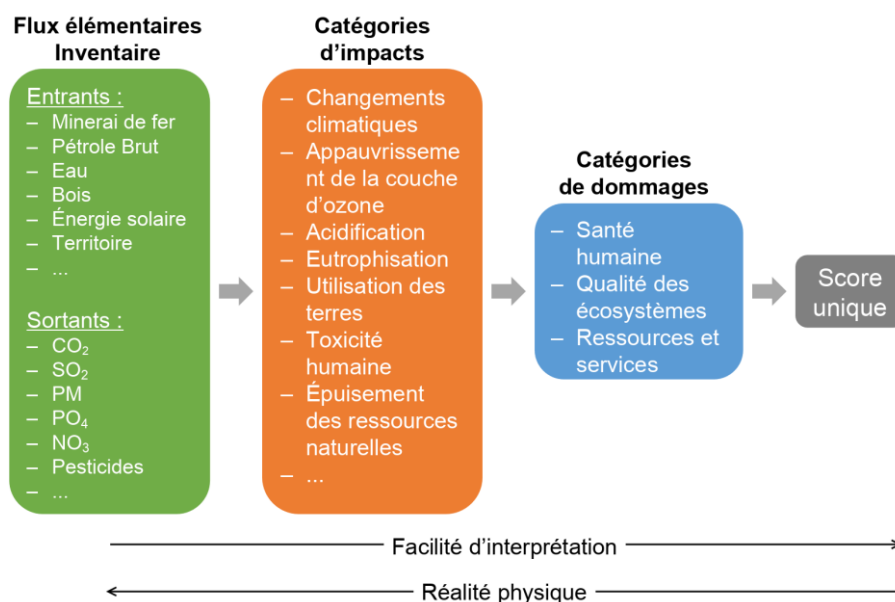 Flux élémentaires
Inventaire
Entrants :
– Minerai de fer
– Pétrole Brut
– Eau
– Bois
– Énergie solaire
– Territoire
– ...
Sortants :
– CO₂
– SO₂
– PM
– PO₄
– NO₃
– Pesticides
– ...
Catégories
d’impacts
– Changements
climatiques
– Appauvrisseme
nt de la couche
d’ozone
– Acidification
– Eutrophisation
– Utilisation des
terres
– Toxicité
humaine
– Épuisement
des ressources
naturelles
– ...
Catégories
de dommages
– Santé
humaine
– Qualité des
écosystèmes
– Ressources et
services
Score
unique
Facilité d’interprétation
Réalité physique